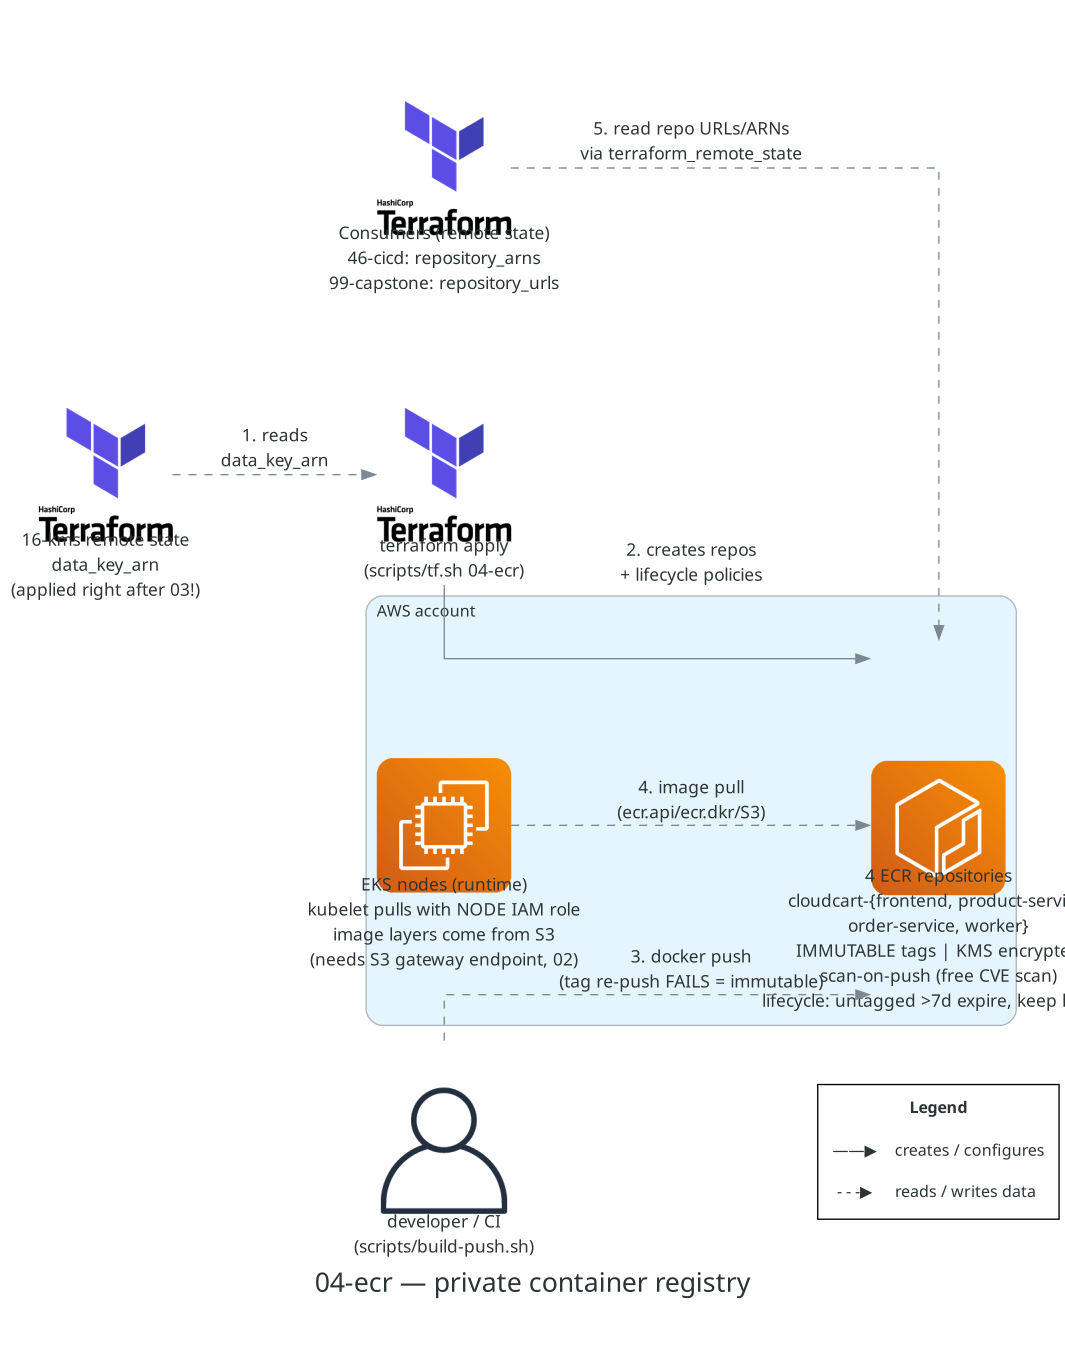 5. read repo URLs/ARNs
via terraform_remote_state
HashiCorp
Terraform
Consumers (remote state)
46-cicd: repository_arns
99-capstone: repository_urls
1. reads
data_key_arn
HashiCorp
Terraform
16-kms remote state
data_key_arn
(applied right after 03!)
HashiCorp
Terraform
terraform apply
(scripts/tf.sh 04-ecr)
2. creates repos
+ lifecycle policies
AWS account
4. image pull
(ecr.api/ecr.dkr/S3)
EKS nodes (runtime)
kubelet pulls with NODE IAM role
image layers come from S3
(needs S3 gateway endpoint, 02)
4 ECR repositories
cloudcart-{frontend, product-servi
order-service, worker}
IMMUTABLE tags | KMS encrypte
scan-on-push (free CVE scan)
lifecycle: untagged >7d expire, keep
3. docker push
(tag re-push FAILS = immutable)
developer / CI
(scripts/build-push.sh)
Legend
creates / configures
reads / writes data
04-ecr — private container registry